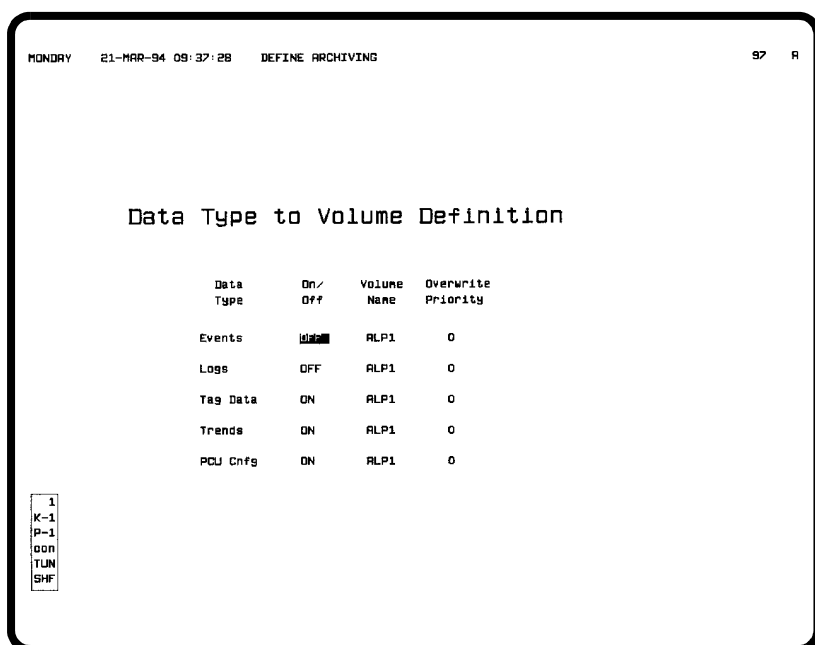 MONDAY 21-MAR-94 09:37:28 DEFINE ARCHIVING 97 A
Data Type to Volume Definition
Data On/ Volume Overwrite
Type Off Name Priority
Events OFF ALP1 0
Logs OFF ALP1 0
Tag Data ON ALP1 0
Trends ON ALP1 0
PCU Cnfg ON ALP1 0
1
K-1
P-1
oon
TUN
SHF